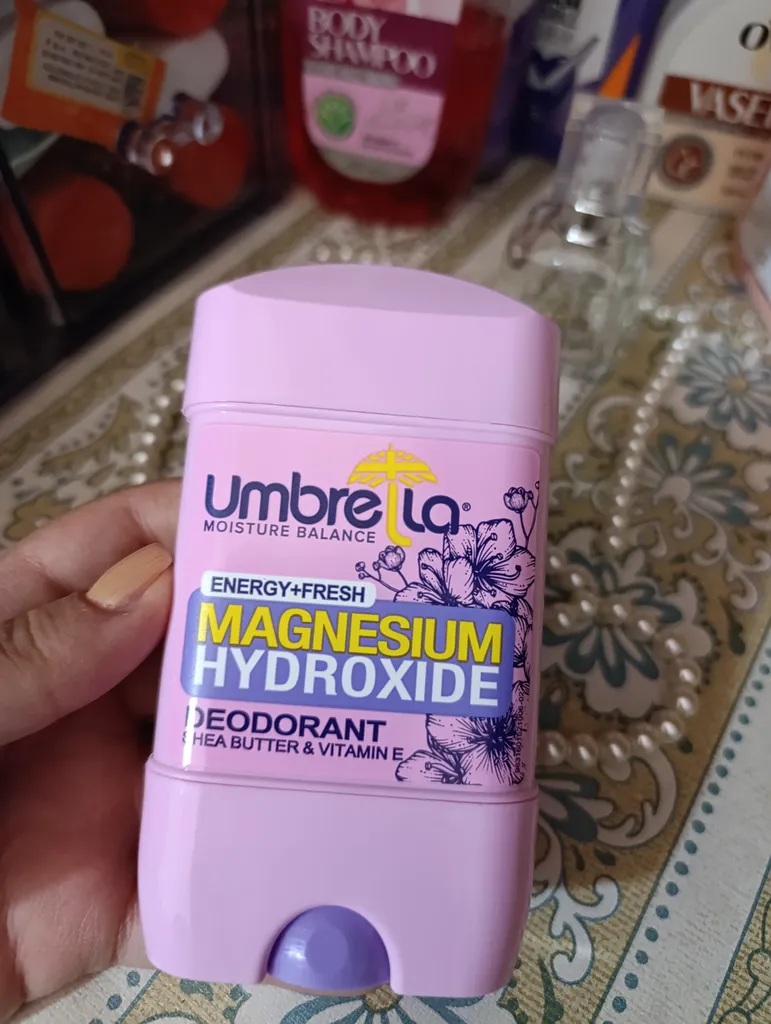 BODY
SHAMPOO
VASE
Umbrella®
MOISTURE BALANCE
ENERGY+FRESH
MAGNESIUM
HYDROXIDE
DEODORANT
SHEA BUTTER & VITAMIN E